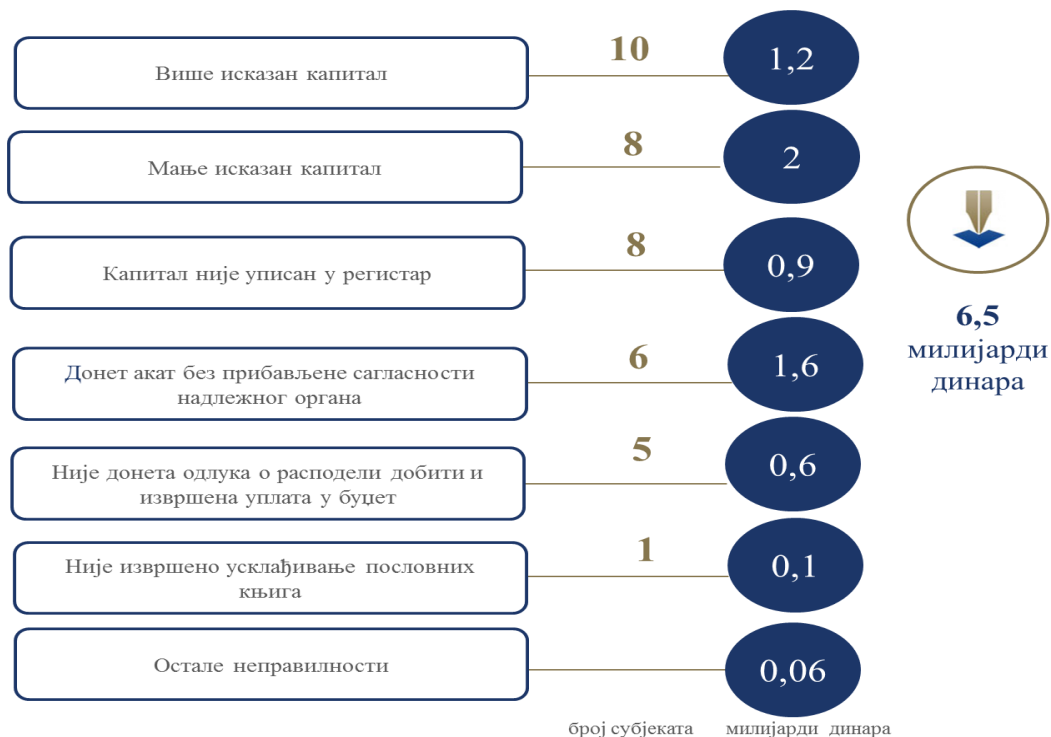 Више исказан капитал
10
1,2
Мање исказан капитал
8
2
Капитал није уписан у регистар
8
0,9
Донет акат без прибављене сагласности
надлежног органа
6
1,6
Није донета одлука о расподели добити и
извршена уплата у буџет
5
0,6
Није извршено усклађивање пословних
књига
1
0,1
Остале неправилности
0,06
број субјеката
милијарди динара
6,5
милијарди
динара